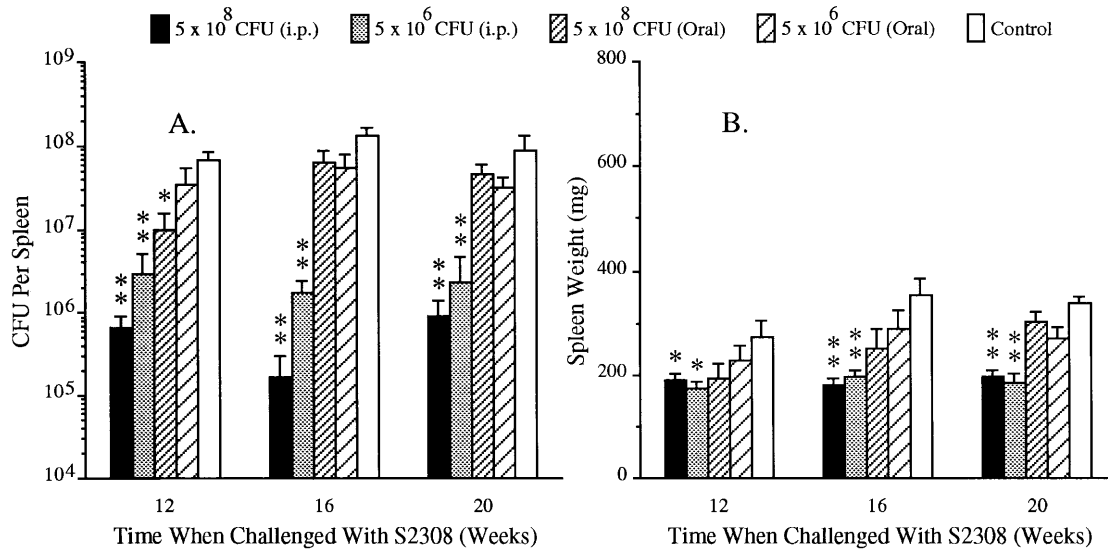 5 x 10^8 CFU (i.p.) 5 x 10^6 CFU (i.p.) 5 x 10^8 CFU (Oral) 5 x 10^6 CFU (Oral) Control
A.
CFU Per Spleen
10^9
10^8
10^7
10^6
10^5
10^4
* * * * * * * * * * * * *
12 16 20
Time When Challenged With S2308 (Weeks)
B.
Spleen Weight (mg)
800
600
400
200
0
* * * * * * * * * *
12 16 20
Time When Challenged With S2308 (Weeks)